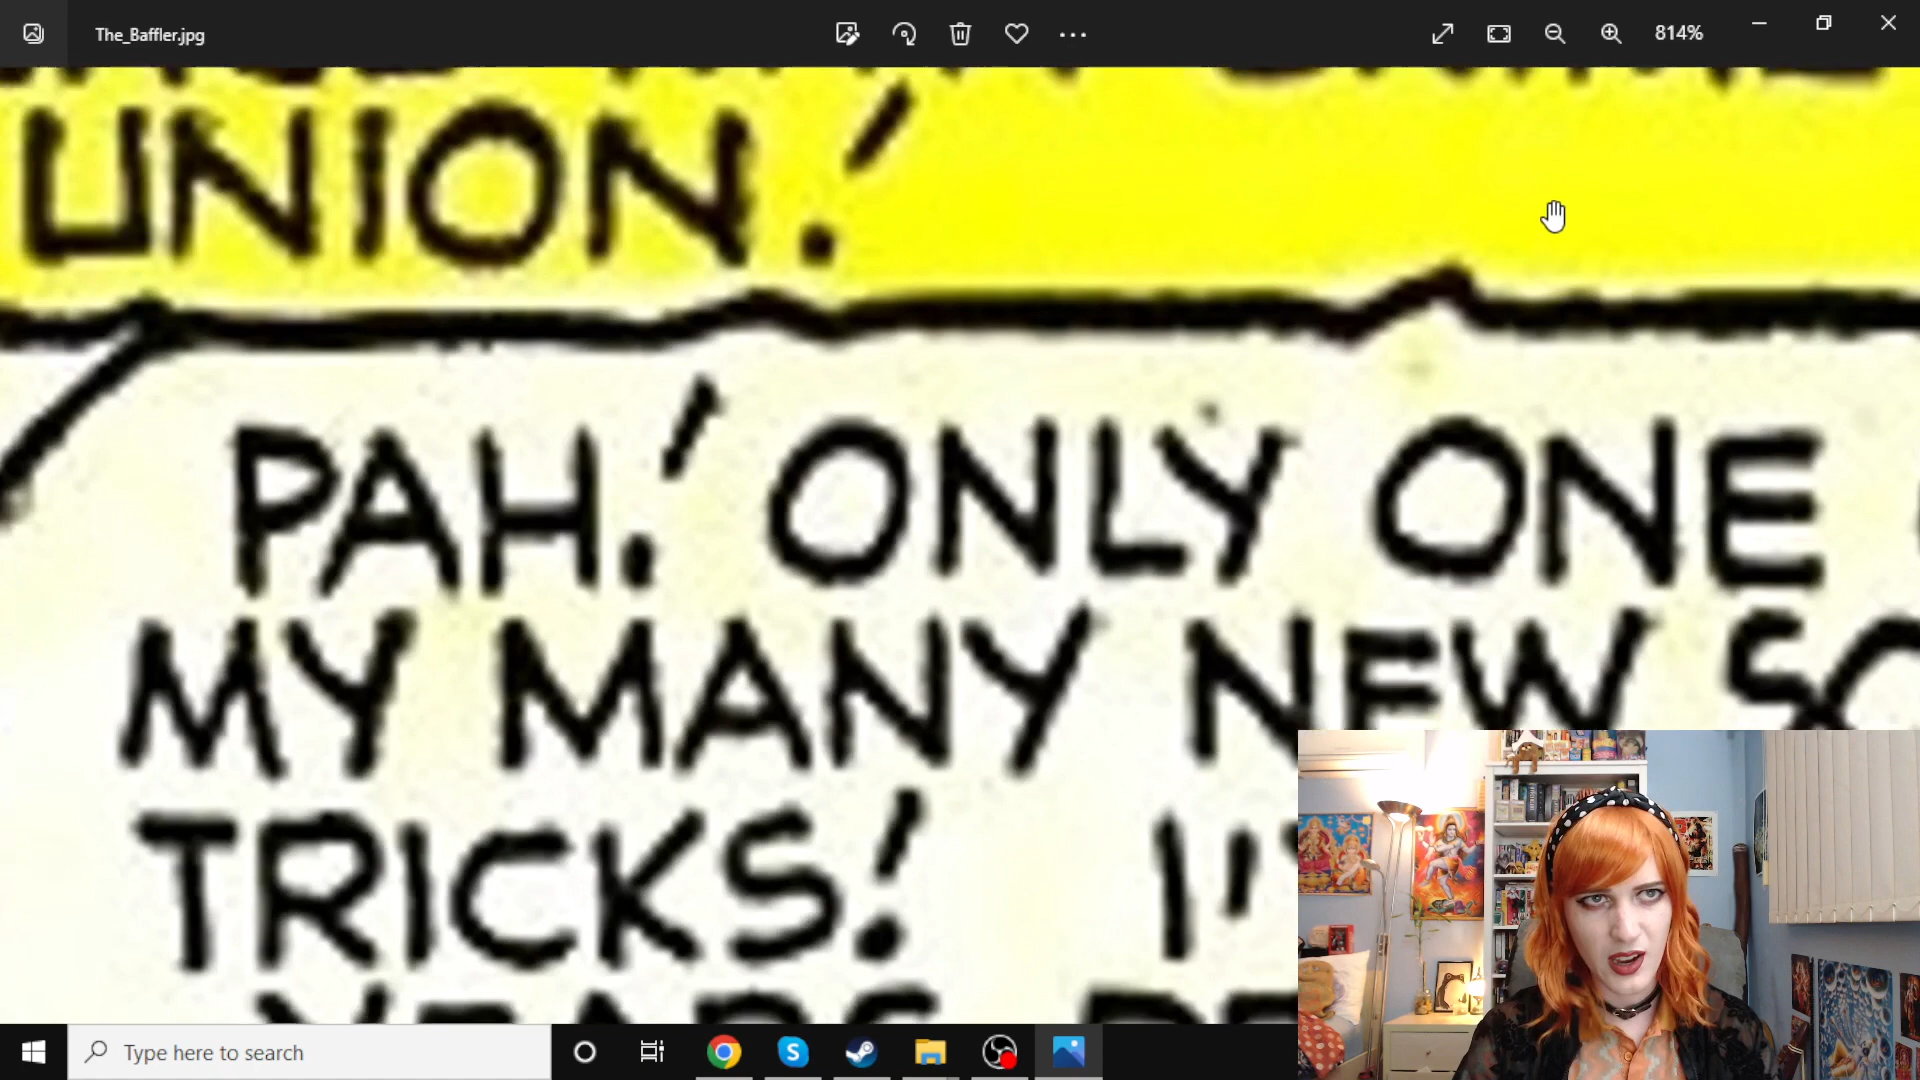 The_Baffler.jpg
814%
UNION!
PAH! ONLY ONE
MY MANY NEW
TRICKS!
Type here to search